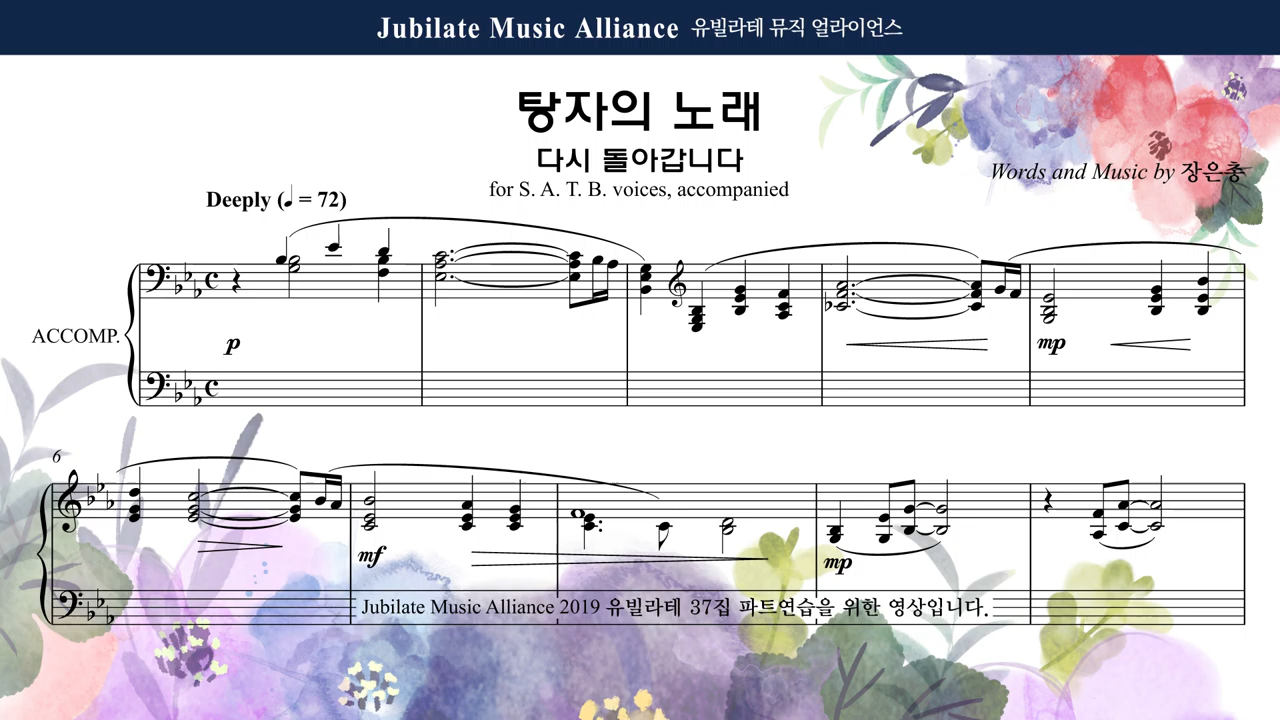 Jubilate Music Alliance 유빌라테 뮤직 얼라이언스
탕자의 노래
다시 돌아갑니다
for S. A. T. B. voices, accompanied
Words and Music by 장은총
Deeply (♩ = 72)
ACCOMP.
p
mp
6
mf
mp
Jubilate Music Alliance 2019 유빌라테 37집 파트연습을 위한 영상입니다.